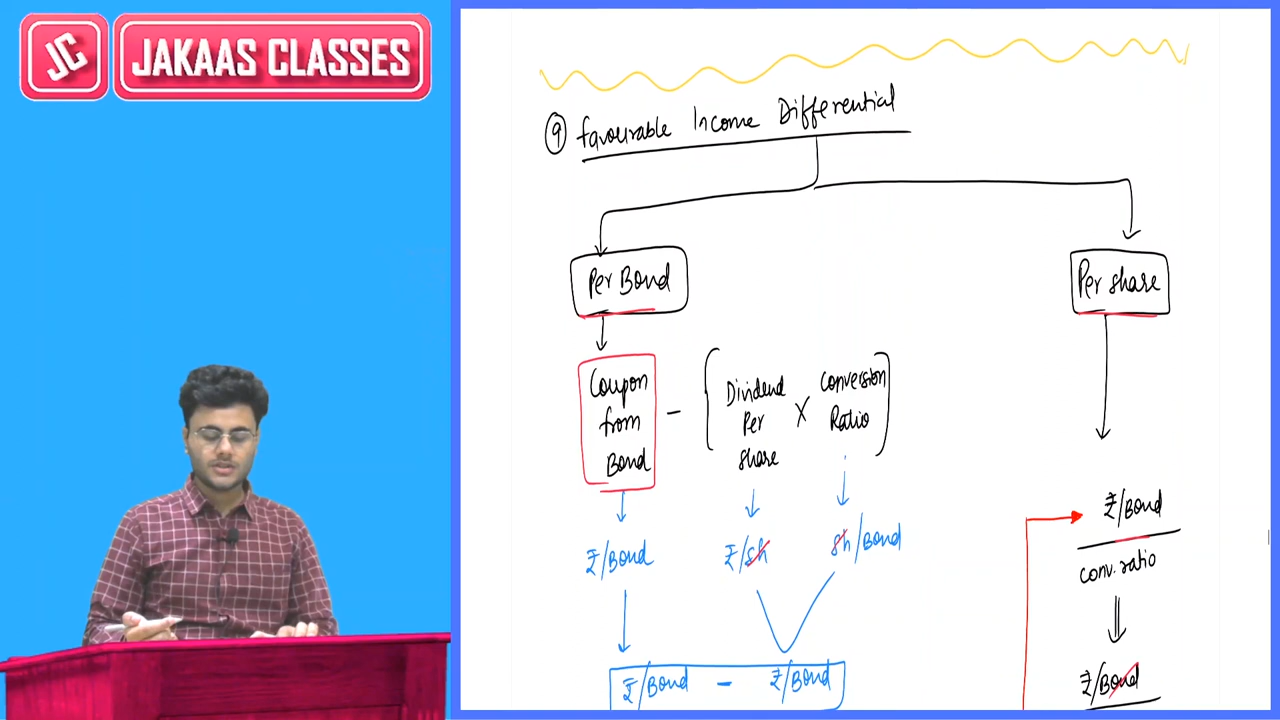 JC
JAKAAS CLASSES
⑨ Favourable Income Differential
Per Bond
Per share
Coupon from Bond - [Dividend Per share X Conversion Ratio]
₹/Bond
₹/sh
sh/Bond
₹/Bond - ₹/Bond
₹/Bond
conv. ratio
₹/Bond